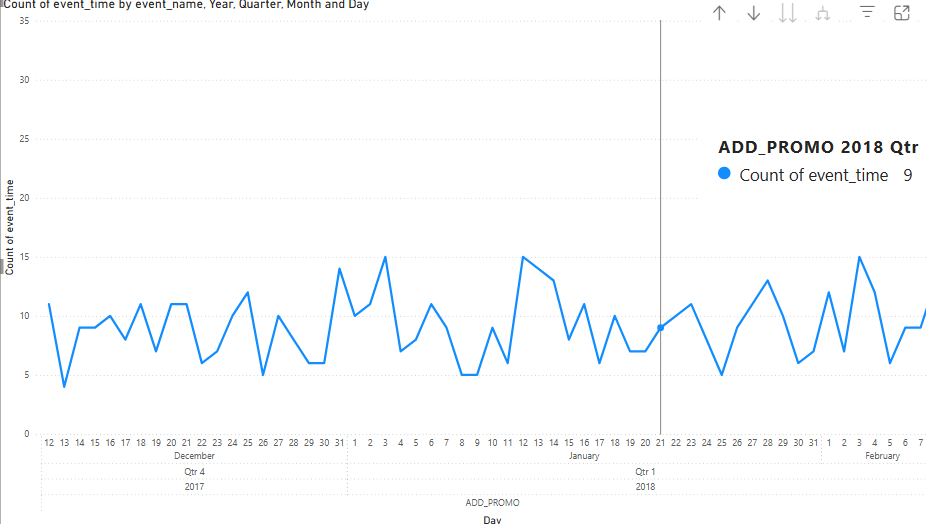 Count of event_time by event_name, Year, Quarter, Month and Day
35
30
25
20
15
10
5
0
Count of event_time
ADD_PROMO 2018 Qtr
Count of event_time 9
12 13 14 15 16 17 18 19 20 21 22 23 24 25 26 27 28 29 30 31 1 2 3 4 5 6 7 8 9 10 11 12 13 14 15 16 17 18 19 20 21 22 23 24 25 26 27 28 29 30 31 1 2 3 4 5 6 7
December January February
Qtr 4 Qtr 1
2017 2018
ADD_PROMO
Day